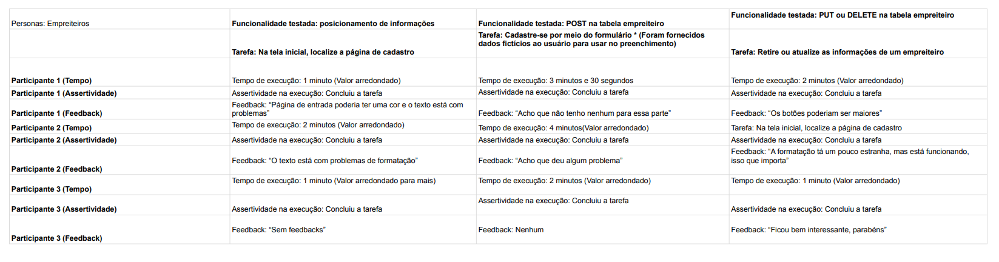 Personas: Empreiteiros
Funcionalidade testada: posicionamento de informações
Funcionalidade testada: POST na tabela empreiteiro
Funcionalidade testada: PUT ou DELETE na tabela empreiteiro
Tarefa: Na tela inicial, localize a página de cadastro
Tarefa: Cadastre-se por meio do formulário * (Foram fornecidos
dados fictícios ao usuário para usar no preenchimento)
Tarefa: Retire ou atualize as informações de um empreiteiro
Participante 1 (Tempo)
Tempo de execução: 1 minuto (Valor arredondado)
Tempo de execução: 3 minutos e 30 segundos
Tempo de execução: 2 minutos (Valor arredondado)
Participante 1 (Assertividade)
Assertividade na execução: Concluiu a tarefa
Assertividade na execução: Concluiu a tarefa
Assertividade na execução: Concluiu a tarefa
Participante 1 (Feedback)
Feedback: “Página de entrada poderia ter uma cor e o texto está com
problemas”
Feedback: “Acho que não tenho nenhum para essa parte”
Feedback: “Os botões poderiam ser maiores”
Participante 2 (Tempo)
Tempo de execução: 2 minutos (Valor arredondado)
Tempo de execução: 4 minutos(Valor arredondado)
Tarefa: Na tela inicial, localize a página de cadastro
Participante 2 (Assertividade)
Assertividade na execução: Concluiu a tarefa
Assertividade na execução: Concluiu a tarefa
Assertividade na execução: Concluiu a tarefa
Participante 2 (Feedback)
Feedback: “O texto está com problemas de formatação”
Feedback: “Acho que deu algum problema”
Feedback: “A formatação tá um pouco estranha, mas está funcionando,
isso que importa”
Participante 3 (Tempo)
Tempo de execução: 1 minuto (Valor arredondado para mais)
Tempo de execução: 2 minutos (Valor arredondado)
Tempo de execução: 1 minuto (Valor arredondado)
Participante 3 (Assertividade)
Assertividade na execução: Concluiu a tarefa
Assertividade na execução: Concluiu a tarefa
Assertividade na execução: Concluiu a tarefa
Participante 3 (Feedback)
Feedback: “Sem feedbacks”
Feedback: Nenhum
Feedback: “Ficou bem interessante, parabéns”